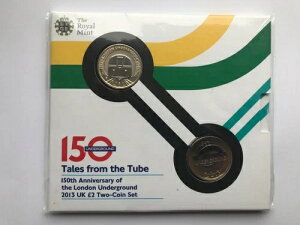 The
Royal
Mint
150
UNDERGROUND
Tales from the Tube
150th Anniversary of
the London Underground
2013 UK £2 Two-Coin Set
UNDERGROUND